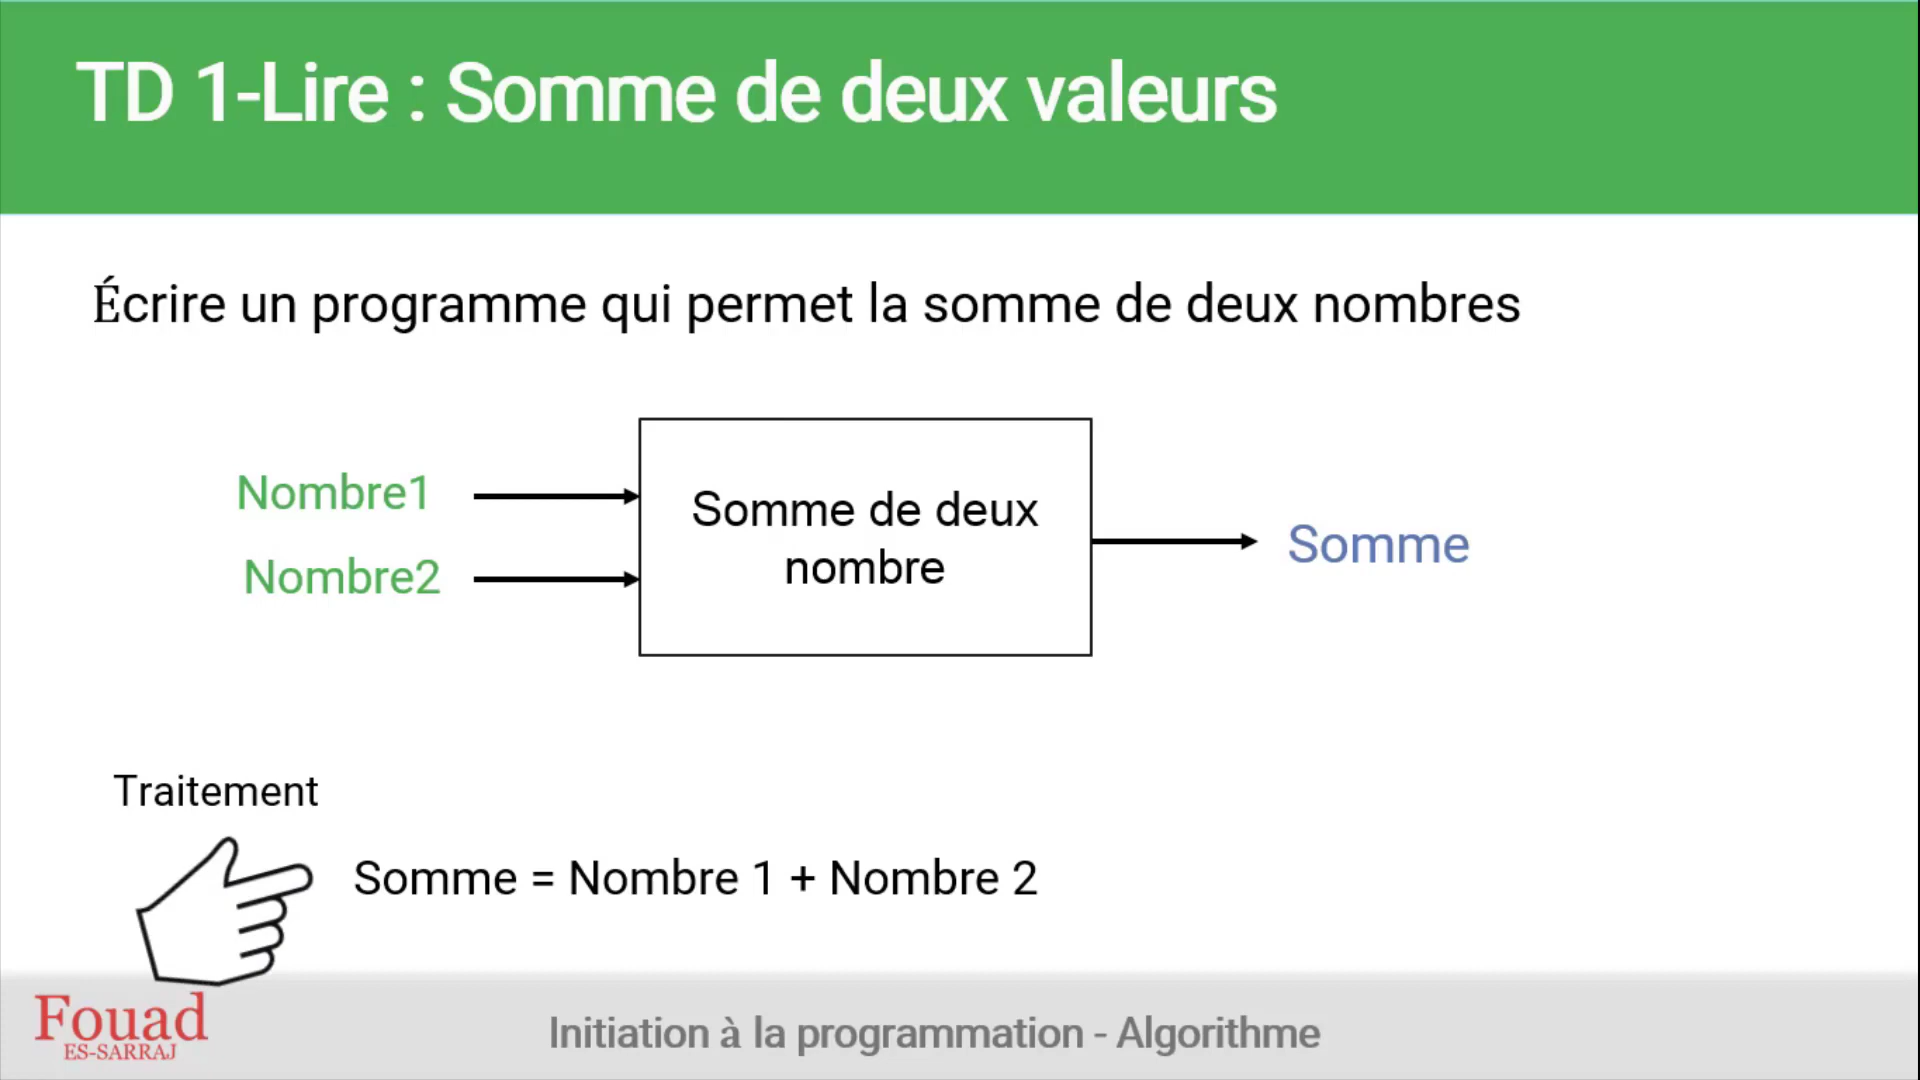 TD 1-Lire : Somme de deux valeurs
Écrire un programme qui permet la somme de deux nombres
Nombre1
Nombre2
Somme de deux
nombre
Somme
Traitement
Somme = Nombre 1 + Nombre 2
Fouad
ES-SARRAJ
Initiation à la programmation - Algorithme